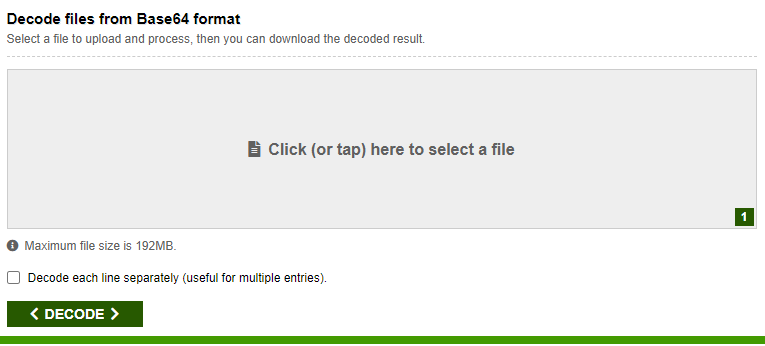 Decode files from Base64 format
Select a file to upload and process, then you can download the decoded result.
Click (or tap) here to select a file
1
Maximum file size is 192MB.
Decode each line separately (useful for multiple entries).
DECODE